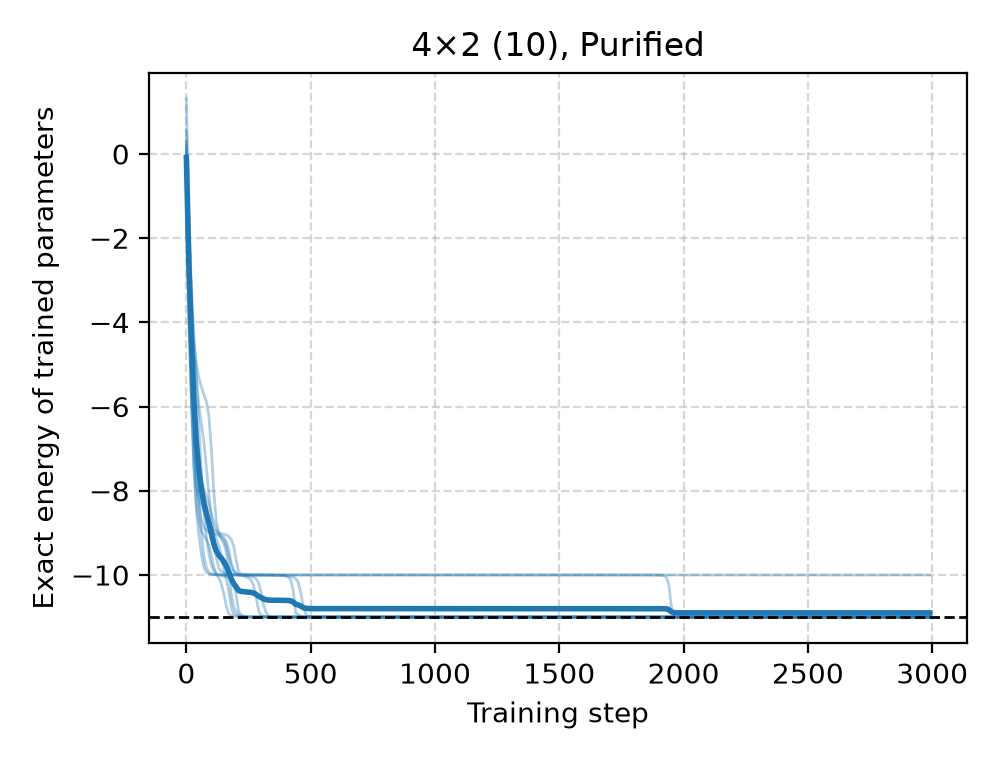 4×2 (10), Purified
Exact energy of trained parameters
0
−2
−4
−6
−8
−10
0 500 1000 1500 2000 2500 3000
Training step